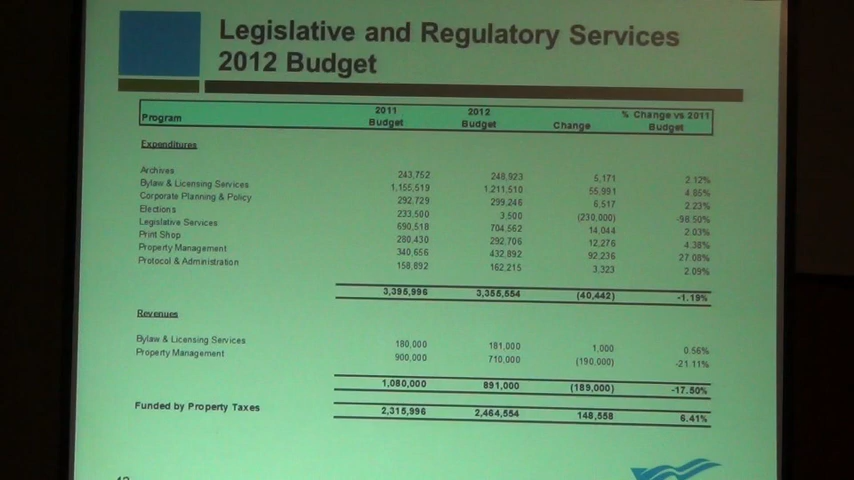 Legislative and Regulatory Services
2012 Budget
Program 2011 Budget 2012 Budget Change % Change vs 2011 Budget
Expenditures
Archives 243,752 248,923 5,171 2.12%
Bylaw & Licensing Services 1,155,519 1,211,510 55,991 4.85%
Corporate Planning & Policy 292,729 299,246 6,517 2.23%
Elections 233,500 3,500 (230,000) -98.50%
Legislative Services 690,518 704,562 14,044 2.03%
Print Shop 280,430 292,706 12,276 4.38%
Property Management 340,656 432,892 92,236 27.08%
Protocol & Administration 158,892 162,215 3,323 2.09%
3,395,996 3,355,554 (40,442) -1.19%
Revenues
Bylaw & Licensing Services 180,000 181,000 1,000 0.56%
Property Management 900,000 710,000 (190,000) -21.11%
1,080,000 891,000 (189,000) -17.50%
Funded by Property Taxes 2,315,996 2,464,554 148,558 6.41%